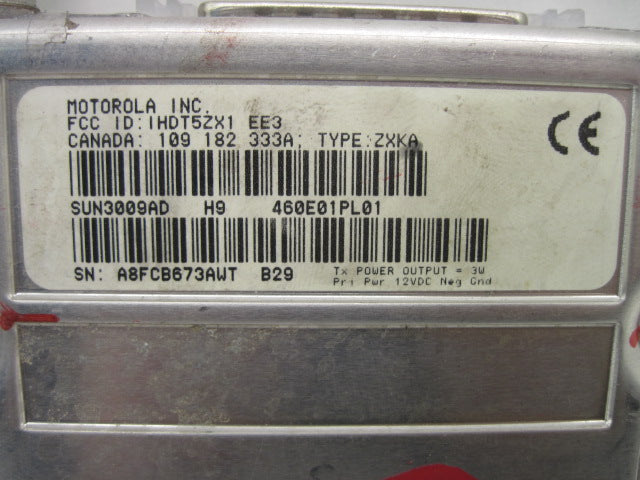 MOTOROLA INC.
FCC ID:IHDT5ZX1 EE3
CANADA: 109 182 333A; TYPE:ZXKA
CE
SUN3009AD H9 460E01PL01
SN: A8FCB673AWT B29
Tx POWER OUTPUT = 3W
Pri Pwr 12VDC Neg Gnd